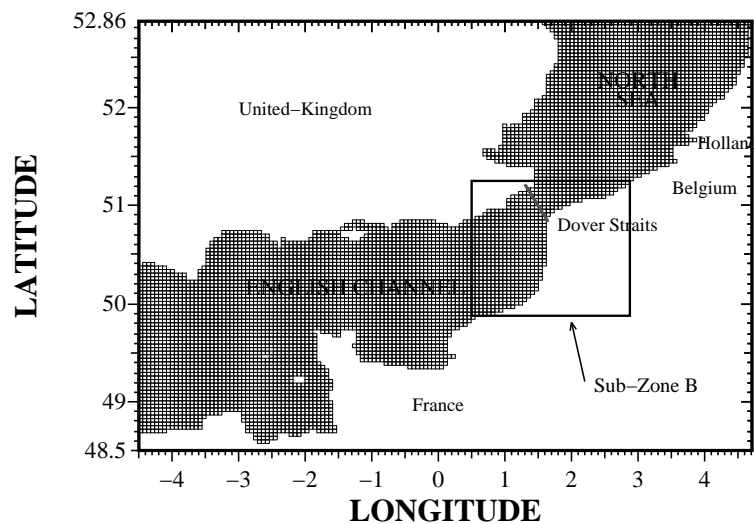 52.86
52
51
50
49
48.5
LATITUDE
United−Kingdom
NORTH
SEA
Hollan
Belgium
Dover Straits
ENGLISH CHANNEL
Sub−Zone B
France
−4 −3 −2 −1 0 1 2 3 4
LONGITUDE